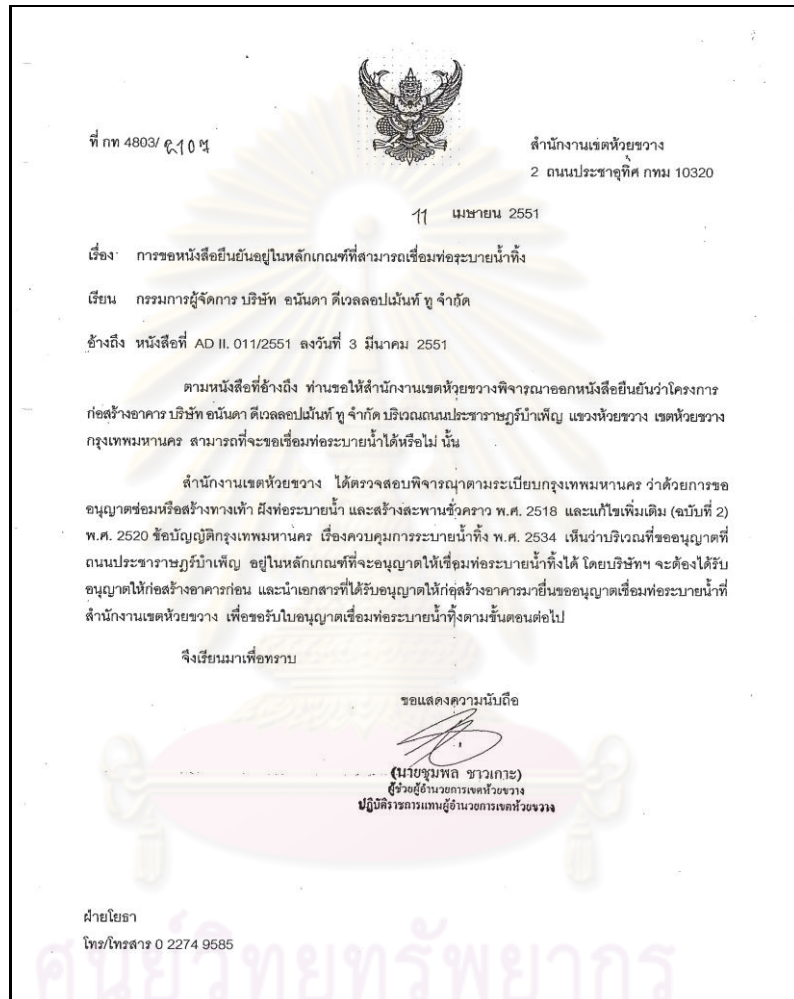 ที่ กท 4803/
สำนักงานเขตห้วยขวาง
2 ถนนประชาอุทิศ กทม 10320
11 เมษายน 2551
เรื่อง การขอหนังสือยืนยันอยู่ในหลักเกณฑ์ที่สามารถเชื่อมท่อระบายน้ำทิ้ง
เรียน กรรมการผู้จัดการ บริษัท อนันดา ดีเวลลอปเม้นท์ ทู จำกัด
อ้างถึง หนังสือที่ AD II. 011/2551 ลงวันที่ 3 มีนาคม 2551
ตามหนังสือที่อ้างถึง ท่านขอให้สำนักงานเขตห้วยขวางพิจารณาออกหนังสือยืนยันว่าโครงการ
ก่อสร้างอาคาร บริษัท อนันดา ดีเวลลอปเม้นท์ ทู จำกัด บริเวณถนนประชาราษฎร์บำเพ็ญ แขวงห้วยขวาง เขตห้วยขวาง
กรุงเทพมหานคร สามารถที่จะขอเชื่อมท่อระบายน้ำได้หรือไม่ นั้น
สำนักงานเขตห้วยขวาง ได้ตรวจสอบพิจารณาตามระเบียบกรุงเทพมหานคร ว่าด้วยการขอ
อนุญาตซ่อมหรือสร้างทางเท้า ฝังท่อระบายน้ำ และสร้างสะพานชั่วคราว พ.ศ. 2518 และแก้ไขเพิ่มเติม (ฉบับที่ 2)
พ.ศ. 2520 ข้อบัญญัติกรุงเทพมหานคร เรื่องควบคุมการระบายน้ำทิ้ง พ.ศ. 2534 เห็นว่าบริเวณที่ขออนุญาตที่
ถนนประชาราษฎร์บำเพ็ญ อยู่ในหลักเกณฑ์ที่จะอนุญาตให้เชื่อมท่อระบายน้ำทิ้งได้ โดยบริษัทฯ จะต้องได้รับ
อนุญาตให้ก่อสร้างอาคารก่อน และนำเอกสารที่ได้รับอนุญาตให้ก่อสร้างอาคารมายื่นขออนุญาตเชื่อมท่อระบายน้ำที่
สำนักงานเขตห้วยขวาง เพื่อขอรับใบอนุญาตเชื่อมท่อระบายน้ำทิ้งตามขั้นตอนต่อไป
จึงเรียนมาเพื่อทราบ
ขอแสดงความนับถือ
(นายชุมพล ชาวเกาะ)
ผู้ช่วยผู้อำนวยการเขตห้วยขวาง
ปฏิบัติราชการแทนผู้อำนวยการเขตห้วยขวาง
ฝ่ายโยธา
โทร/โทรสาร 0 2274 9585
ศูนย์วิทยทรัพยากร